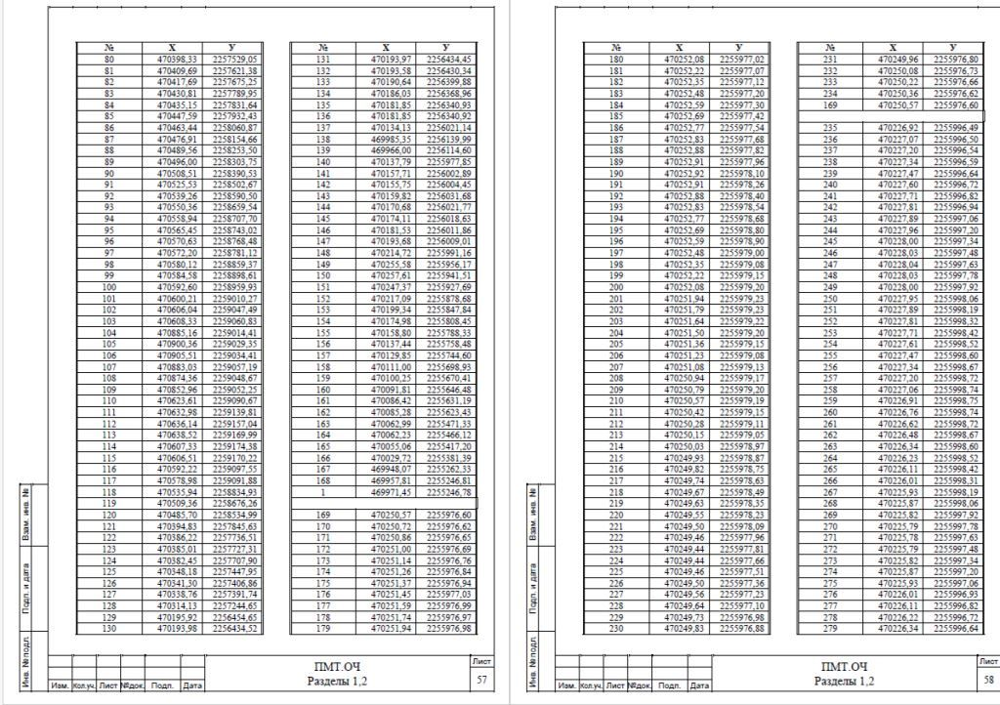 № X У
80 470398,33 2257529,05
81 470409,69 2257621,38
82 470417,69 2257675,25
83 470430,81 2257789,95
84 470435,15 2257831,64
85 470447,59 2257932,43
86 470463,44 2258060,87
87 470476,91 2258154,66
88 470489,56 2258253,50
89 470496,00 2258303,75
90 470508,51 2258390,53
91 470525,53 2258502,67
92 470539,26 2258590,50
93 470550,36 2258659,54
94 470558,94 2258707,70
95 470565,45 2258743,02
96 470570,63 2258768,48
97 470572,20 2258781,12
98 470580,12 2258859,37
99 470584,58 2258898,61
100 470592,60 2258959,93
101 470600,21 2259010,27
102 470606,04 2259047,49
103 470608,33 2259060,83
104 470885,16 2259014,41
105 470900,36 2259029,35
106 470905,51 2259034,41
107 470883,03 2259057,19
108 470874,36 2259048,67
109 470852,96 2259052,25
110 470623,61 2259090,67
111 470632,98 2259139,81
112 470636,14 2259157,04
113 470638,52 2259169,99
114 470607,33 2259174,38
115 470606,51 2259170,22
116 470592,22 2259097,55
117 470578,98 2259091,88
118 470535,94 2258834,93
119 470509,36 2258676,26
120 470485,70 2258534,99
121 470394,83 2257845,63
122 470386,22 2257736,51
123 470385,01 2257727,31
124 470382,45 2257707,90
125 470348,18 2257447,95
126 470341,30 2257406,86
127 470338,76 2257391,74
128 470314,13 2257244,65
129 470195,92 2256454,65
130 470193,98 2256434,52
№ X У
131 470193,97 2256434,45
132 470193,58 2256430,34
133 470190,64 2256399,88
134 470186,03 2256368,96
135 470181,85 2256340,93
136 470181,85 2256340,92
137 470134,13 2256021,14
138 469985,35 2256139,99
139 469966,00 2256114,60
140 470137,79 2255977,85
141 470157,71 2256002,89
142 470155,75 2256004,45
143 470159,82 2256031,68
144 470170,68 2256021,77
145 470174,11 2256018,63
146 470181,53 2256011,86
147 470193,68 2256009,01
148 470214,72 2255991,16
149 470255,58 2255956,17
150 470257,61 2255941,51
151 470247,37 2255927,69
152 470217,09 2255878,68
153 470199,34 2255847,84
154 470174,98 2255808,45
155 470158,80 2255788,33
156 470137,44 2255758,48
157 470129,85 2255744,60
158 470111,00 2255698,93
159 470100,25 2255670,41
160 470091,81 2255646,48
161 470086,42 2255631,19
162 470085,28 2255623,43
163 470062,99 2255471,33
164 470062,23 2255466,12
165 470055,06 2255417,20
166 470029,72 2255381,39
167 469948,07 2255262,33
168 469957,81 2255246,81
1 469971,45 2255246,78
169 470250,57 2255976,60
170 470250,72 2255976,62
171 470250,86 2255976,65
172 470251,00 2255976,69
173 470251,14 2255976,76
174 470251,26 2255976,84
175 470251,37 2255976,94
176 470251,45 2255977,03
177 470251,59 2255976,99
178 470251,74 2255976,97
179 470251,94 2255976,98
Взам. инв. №
Подп. и дата
Инв. № подл.
Изм. Кол.уч. Лист №док. Подп. Дата
ПМТ.ОЧ
Разделы 1,2
Лист
57
№ X У
180 470252,08 2255977,02
181 470252,22 2255977,07
182 470252,35 2255977,12
183 470252,48 2255977,20
184 470252,59 2255977,30
185 470252,69 2255977,42
186 470252,77 2255977,54
187 470252,83 2255977,68
188 470252,88 2255977,82
189 470252,91 2255977,96
190 470252,92 2255978,10
191 470252,91 2255978,26
192 470252,88 2255978,40
193 470252,83 2255978,54
194 470252,77 2255978,68
195 470252,69 2255978,80
196 470252,59 2255978,90
197 470252,48 2255979,00
198 470252,35 2255979,08
199 470252,22 2255979,15
200 470252,08 2255979,20
201 470251,94 2255979,23
202 470251,79 2255979,23
203 470251,64 2255979,22
204 470251,50 2255979,20
205 470251,36 2255979,15
206 470251,23 2255979,08
207 470251,08 2255979,13
208 470250,94 2255979,17
209 470250,79 2255979,20
210 470250,57 2255979,19
211 470250,42 2255979,15
212 470250,28 2255979,11
213 470250,15 2255979,05
214 470250,03 2255978,97
215 470249,93 2255978,87
216 470249,82 2255978,75
217 470249,74 2255978,63
218 470249,67 2255978,49
219 470249,63 2255978,35
220 470249,55 2255978,23
221 470249,50 2255978,09
222 470249,46 2255977,96
223 470249,44 2255977,81
224 470249,44 2255977,66
225 470249,46 2255977,51
226 470249,50 2255977,36
227 470249,56 2255977,23
228 470249,64 2255977,10
229 470249,73 2255976,98
230 470249,83 2255976,88
№ X У
231 470249,96 2255976,80
232 470250,08 2255976,73
233 470250,22 2255976,66
234 470250,36 2255976,62
169 470250,57 2255976,60
235 470226,92 2255996,49
236 470227,07 2255996,50
237 470227,20 2255996,54
238 470227,34 2255996,59
239 470227,47 2255996,64
240 470227,60 2255996,72
241 470227,71 2255996,82
242 470227,81 2255996,94
243 470227,89 2255997,06
244 470227,96 2255997,20
245 470228,00 2255997,34
246 470228,03 2255997,48
247 470228,04 2255997,63
248 470228,03 2255997,78
249 470228,00 2255997,92
250 470227,95 2255998,06
251 470227,89 2255998,19
252 470227,81 2255998,32
253 470227,71 2255998,42
254 470227,61 2255998,52
255 470227,47 2255998,60
256 470227,34 2255998,67
257 470227,20 2255998,72
258 470227,06 2255998,74
259 470226,91 2255998,75
260 470226,76 2255998,74
261 470226,62 2255998,72
262 470226,48 2255998,67
263 470226,34 2255998,60
264 470226,23 2255998,52
265 470226,11 2255998,42
266 470226,01 2255998,31
267 470225,93 2255998,19
268 470225,87 2255998,06
269 470225,82 2255997,92
270 470225,79 2255997,78
271 470225,78 2255997,63
272 470225,79 2255997,48
273 470225,82 2255997,34
274 470225,87 2255997,20
275 470225,93 2255997,06
276 470226,01 2255996,93
277 470226,11 2255996,82
278 470226,22 2255996,72
279 470226,34 2255996,64
Взам. инв. №
Подп. и дата
Инв. № подл.
Изм. Кол.уч. Лист №док. Подп. Дата
ПМТ.ОЧ
Разделы 1,2
Лист
58